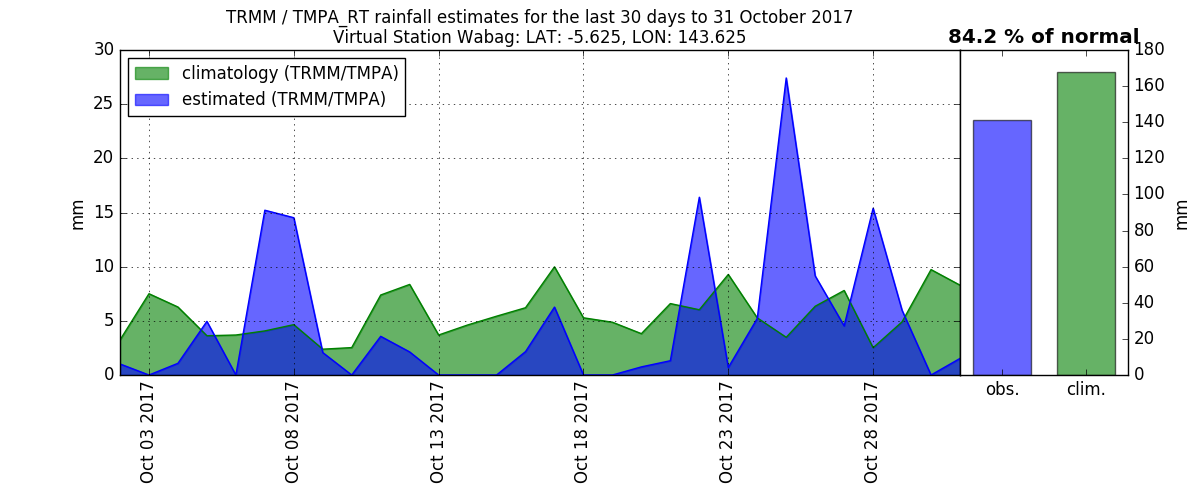 TRMM / TMPA_RT rainfall estimates for the last 30 days to 31 October 2017
Virtual Station Wabag: LAT: -5.625, LON: 143.625
84.2 % of normal
climatology (TRMM/TMPA)
estimated (TRMM/TMPA)
30
25
20
15
10
5
0
mm
Oct 03 2017
Oct 08 2017
Oct 13 2017
Oct 18 2017
Oct 23 2017
Oct 28 2017
obs.
clim.
180
160
140
120
100
80
60
40
20
0
mm